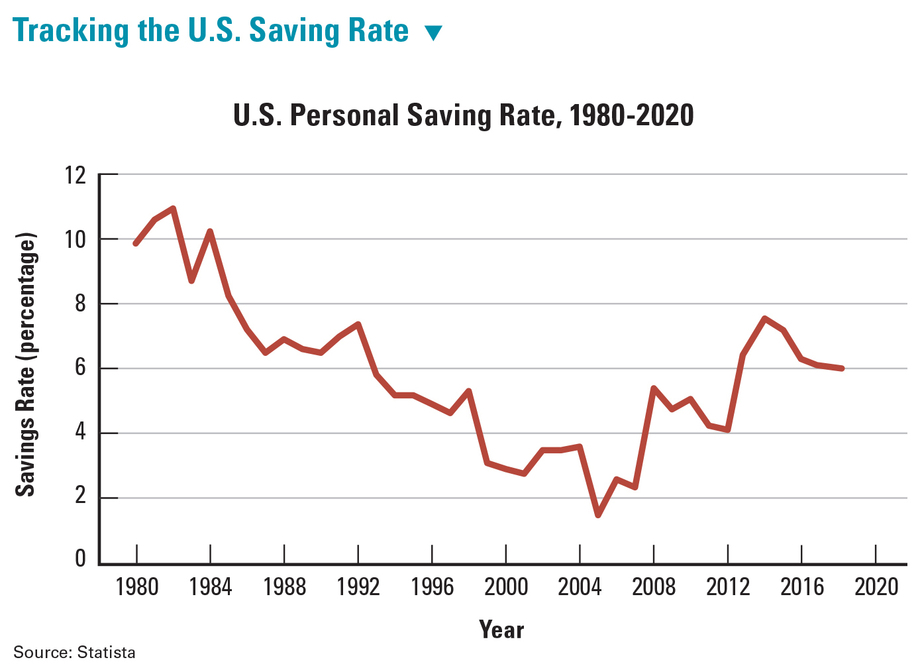 Tracking the U.S. Saving Rate ▼
U.S. Personal Saving Rate, 1980-2020
Savings Rate (percentage)
12
10
8
6
4
2
0
1980 1984 1988 1992 1996 2000 2004 2008 2012 2016 2020
Year
Source: Statista